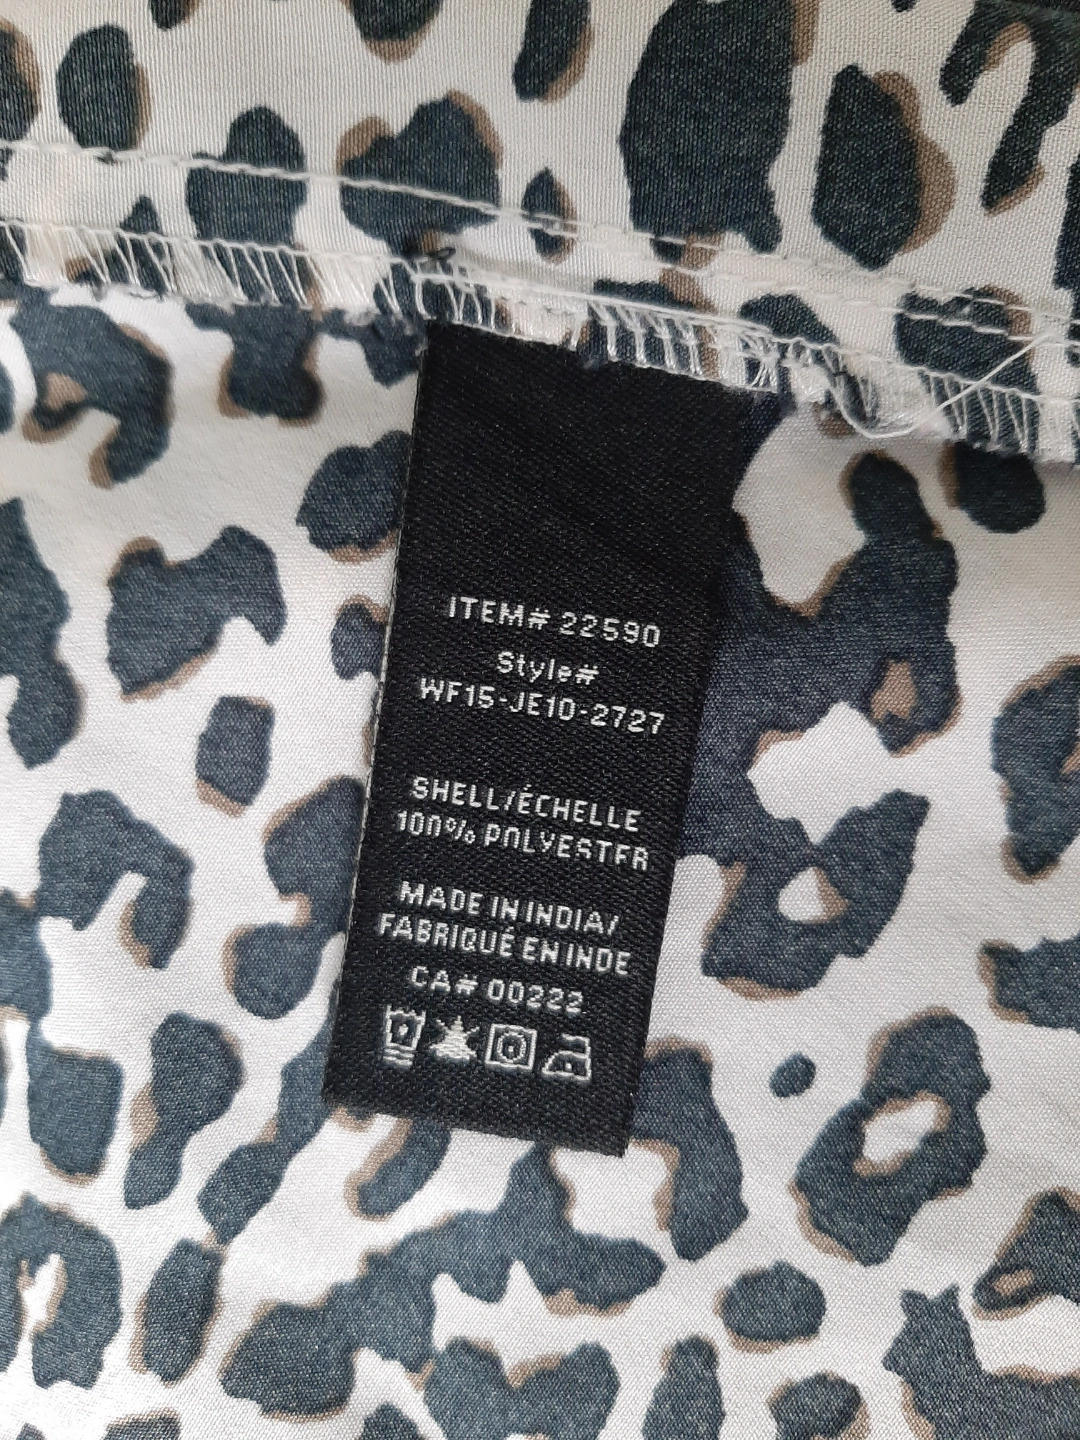 ITEM# 22590
Style#
WF15-JE10-2727
SHELL/ÉCHELLE
100% POLYESTER
MADE IN INDIA/
FABRIQUÉ EN INDE
CA# 00222